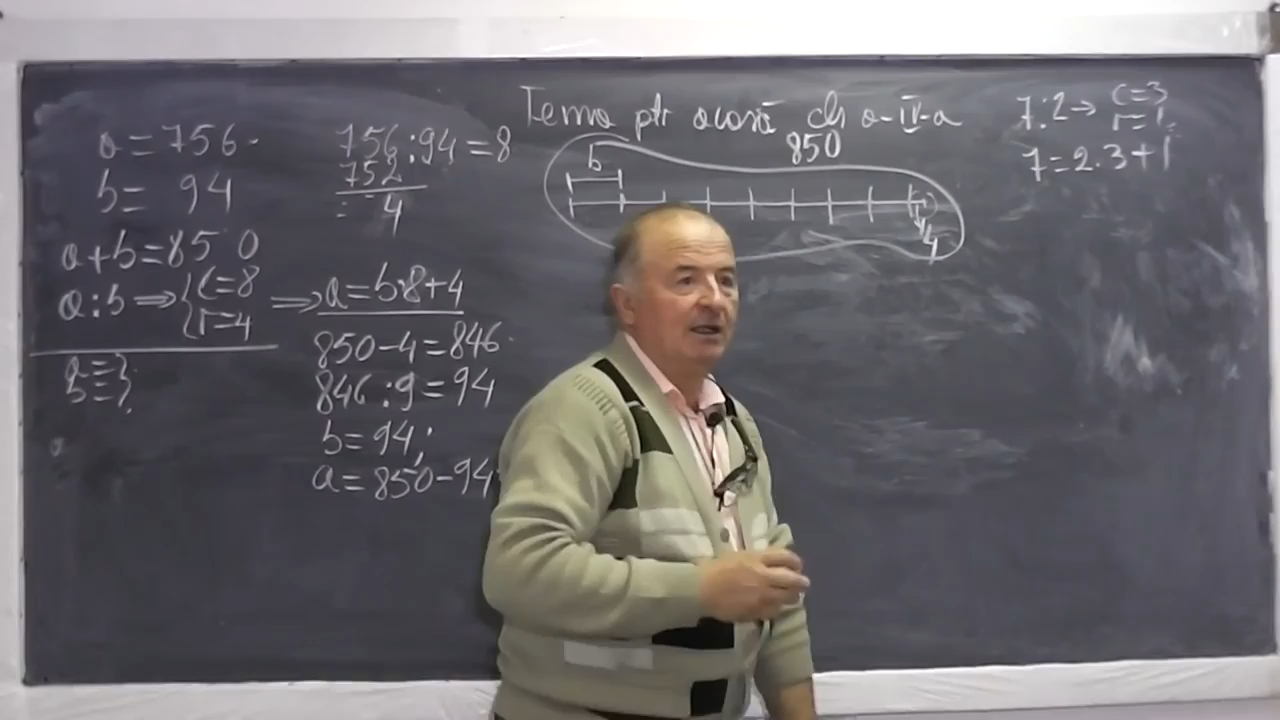 Tema ptr acasă cls a-IV-a
a=756
b= 94
a+b=850
a:b⇒{c=8
r=4
⇒a=b·8+4
a=
b=}?
756:94=8
752
= 4
850-4=846
846:9=94
b=94;
a=850-94
850
b
4
7:2→ c=3
r=1
7=2·3+1